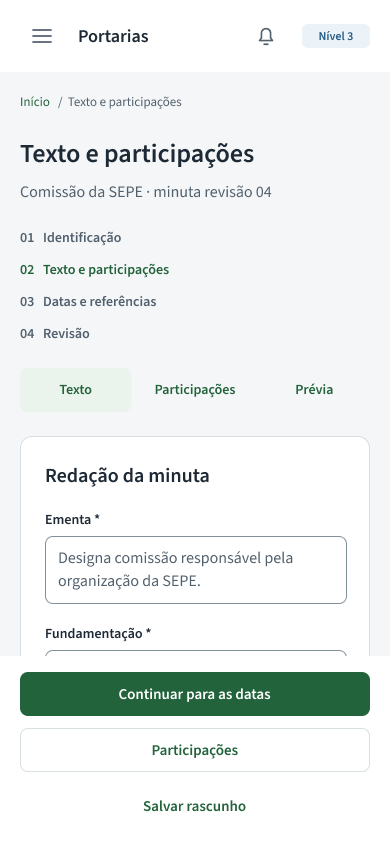 Portarias
Nível 3
Início / Texto e participações
Texto e participações
Comissão da SEPE · minuta revisão 04
01 Identificação
02 Texto e participações
03 Datas e referências
04 Revisão
Texto
Participações
Prévia
Redação da minuta
Ementa *
Designa comissão responsável pela
organização da SEPE.
Fundamentação *
Continuar para as datas
Participações
Salvar rascunho